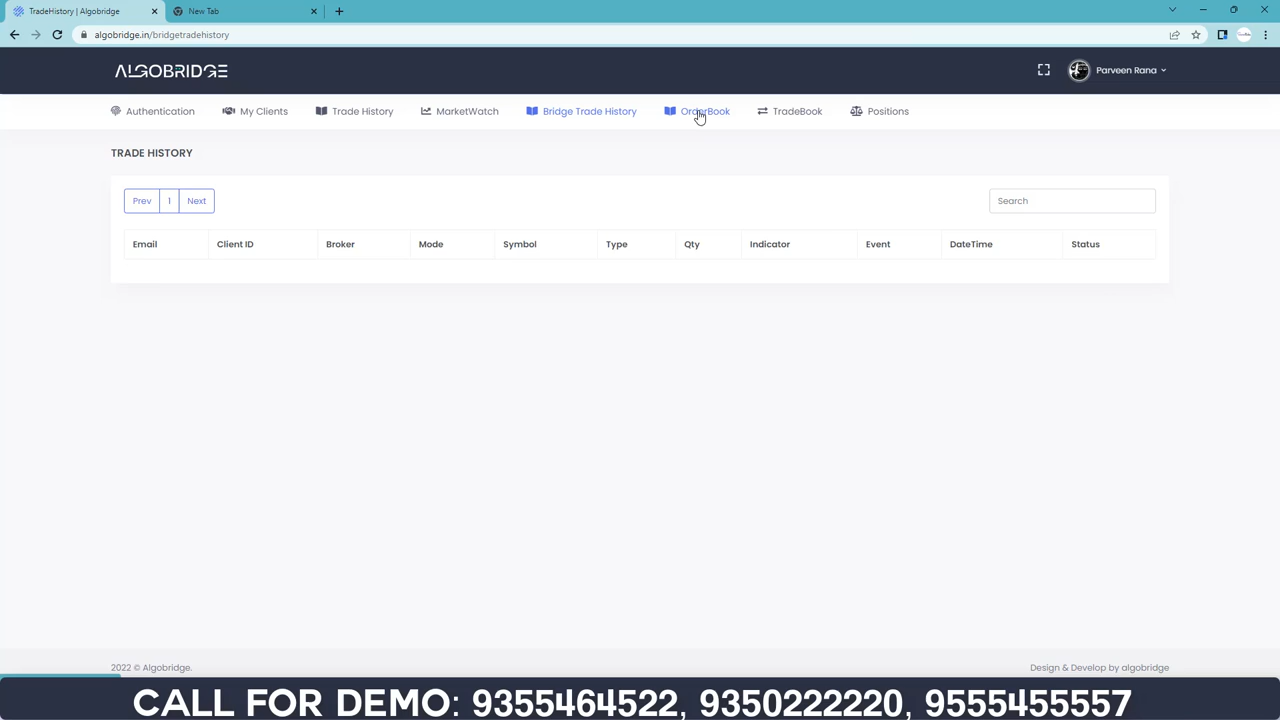 TradeHistory | Algobridge
New Tab
algobridge.in/bridgetradehistory
ALGOBRIDGE
Parveen Rana
Authentication My Clients Trade History MarketWatch Bridge Trade History OrderBook TradeBook Positions
TRADE HISTORY
Prev 1 Next
Search
Email Client ID Broker Mode Symbol Type Qty Indicator Event DateTime Status
2022 © Algobridge.
Design & Develop by algobridge
CALL FOR DEMO: 9355464522, 9350222220, 9555455557